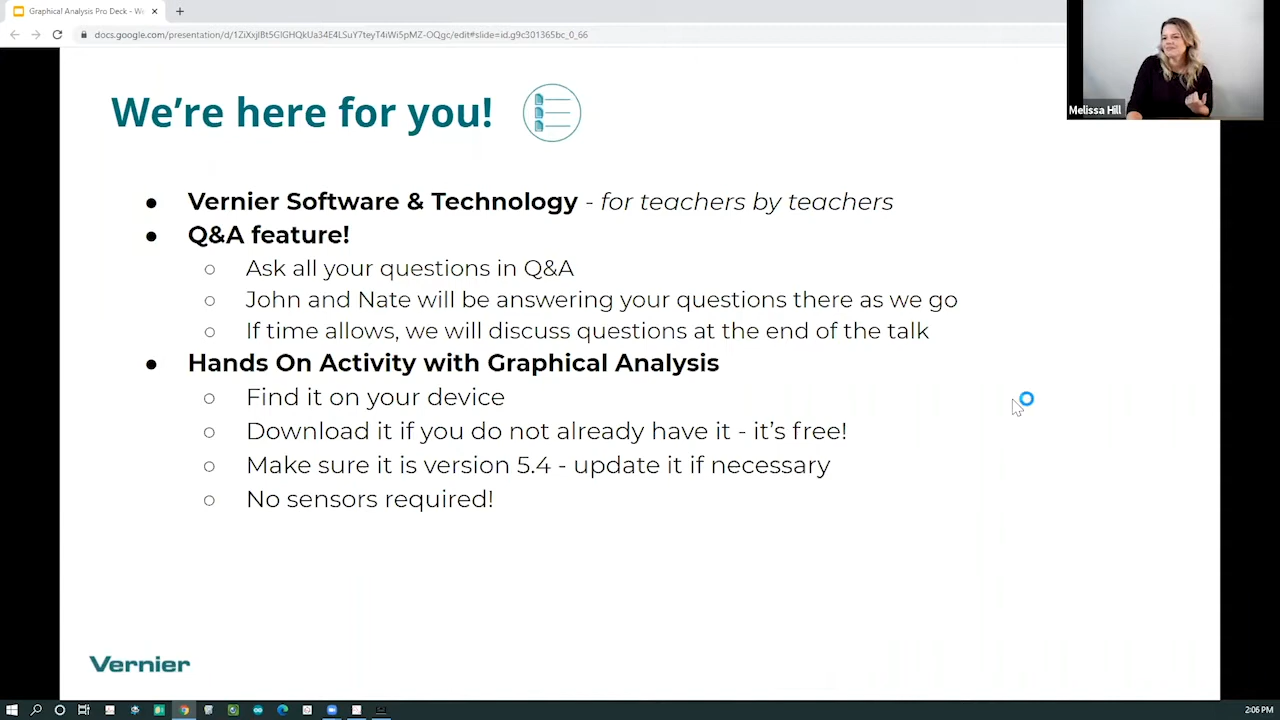 Graphical Analysis Pro Deck - We
docs.google.com/presentation/d/1ZiXxjIBt5GlGHQkUa34E4LSuY7teyT4iWi5pMZ-OQgc/edit#slide=id.g9c301365bc_0_66
Melissa Hill
We're here for you!
● Vernier Software & Technology - for teachers by teachers
● Q&A feature!
○ Ask all your questions in Q&A
○ John and Nate will be answering your questions there as we go
○ If time allows, we will discuss questions at the end of the talk
● Hands On Activity with Graphical Analysis
○ Find it on your device
○ Download it if you do not already have it - it's free!
○ Make sure it is version 5.4 - update it if necessary
○ No sensors required!
Vernier
2:06 PM